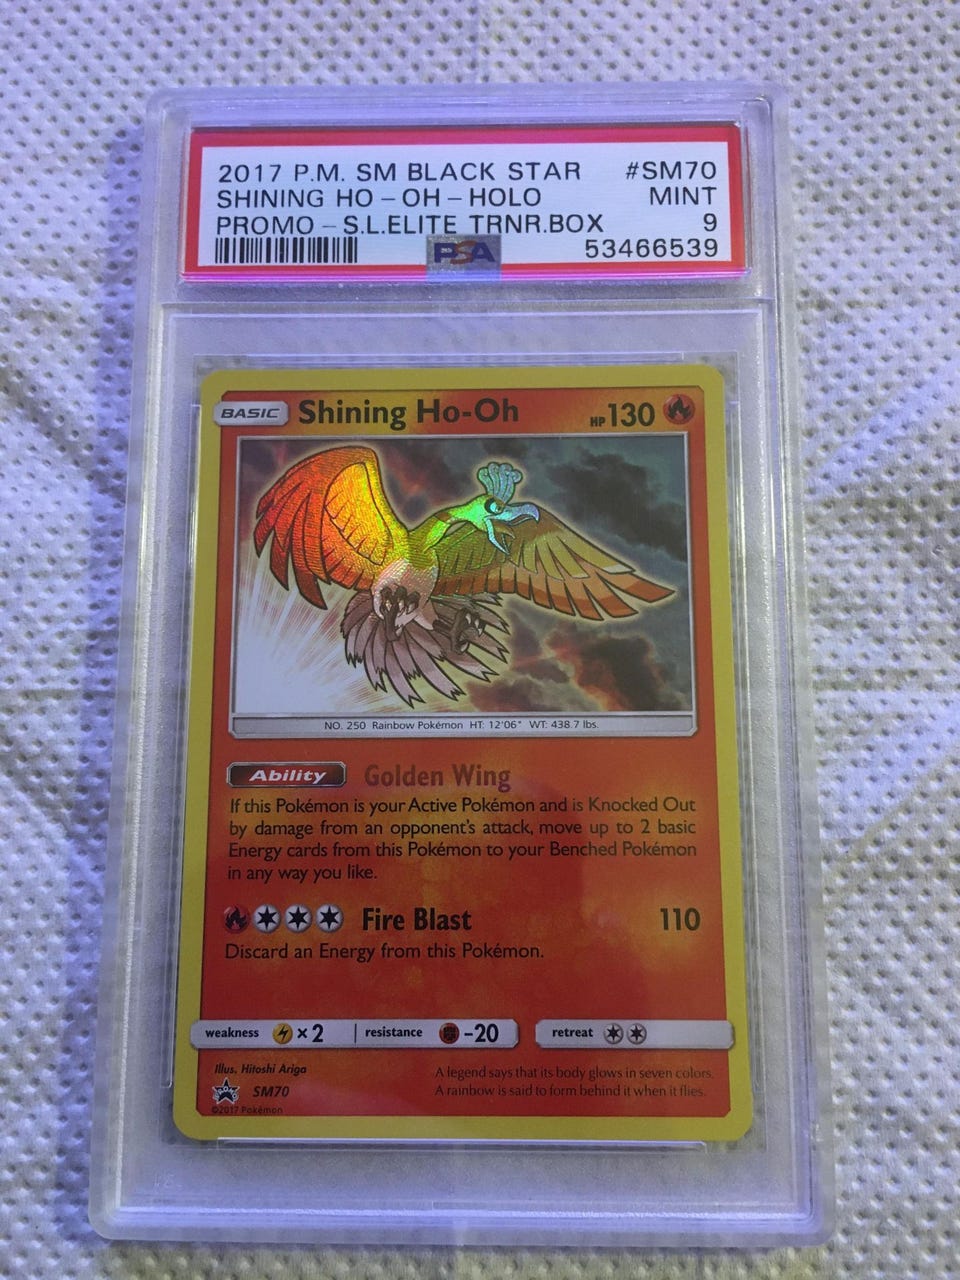 2017 P.M. SM BLACK STAR #SM70
SHINING HO-OH-HOLO MINT
PROMO-S.L.ELITE TRNR.BOX 9
PSA 53466539
BASIC Shining Ho-Oh HP130
NO. 250 Rainbow Pokémon HT: 12'06" WT: 438.7 lbs.
Ability Golden Wing
If this Pokémon is your Active Pokémon and is Knocked Out
by damage from an opponent's attack, move up to 2 basic
Energy cards from this Pokémon to your Benched Pokémon
in any way you like.
Fire Blast 110
Discard an Energy from this Pokémon.
weakness ×2 resistance -20 retreat
Illus. Hitoshi Ariga
A legend says that its body glows in seven colors.
PROMO SM70
A rainbow is said to form behind it when it flies.
©2017 Pokémon